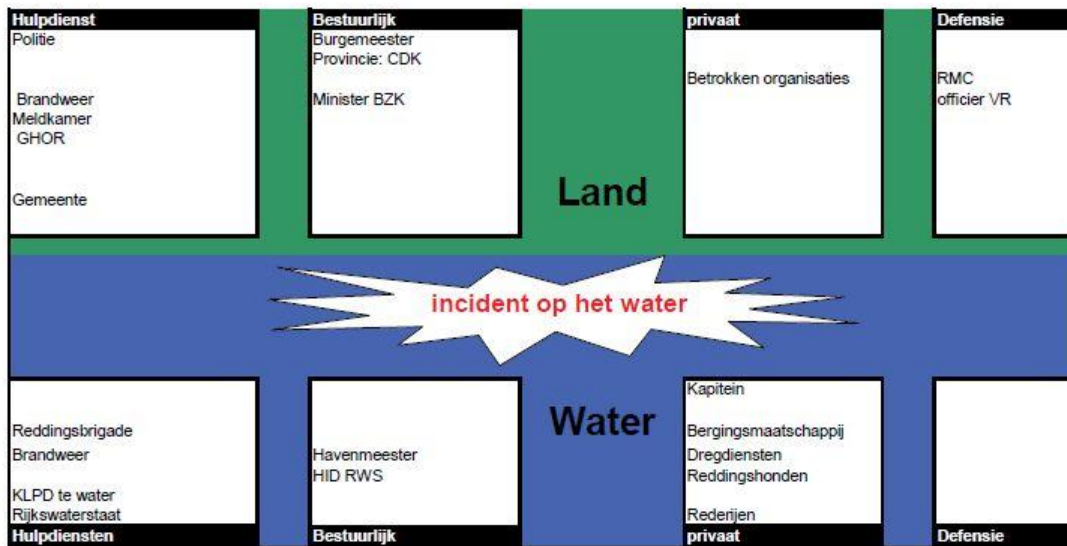 Hulpdienst
Politie
Brandweer
Meldkamer
GHOR
Gemeente
Bestuurlijk
Burgemeester
Provincie: CDK
Minister BZK
privaat
Betrokken organisaties
Defensie
RMC
officier VR
Land
incident op het water
Water
Reddingsbrigade
Brandweer
KLPD te water
Rijkswaterstaat
Hulpdiensten
Havenmeester
HID RWS
Bestuurlijk
Kapitein
Bergingsmaatschappij
Dregdiensten
Reddingshonden
Rederijen
privaat
Defensie